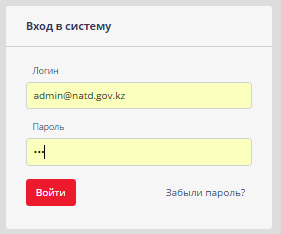 Вход в систему
Логин
admin@natd.gov.kz
Пароль
•••
Войти
Забыли пароль?